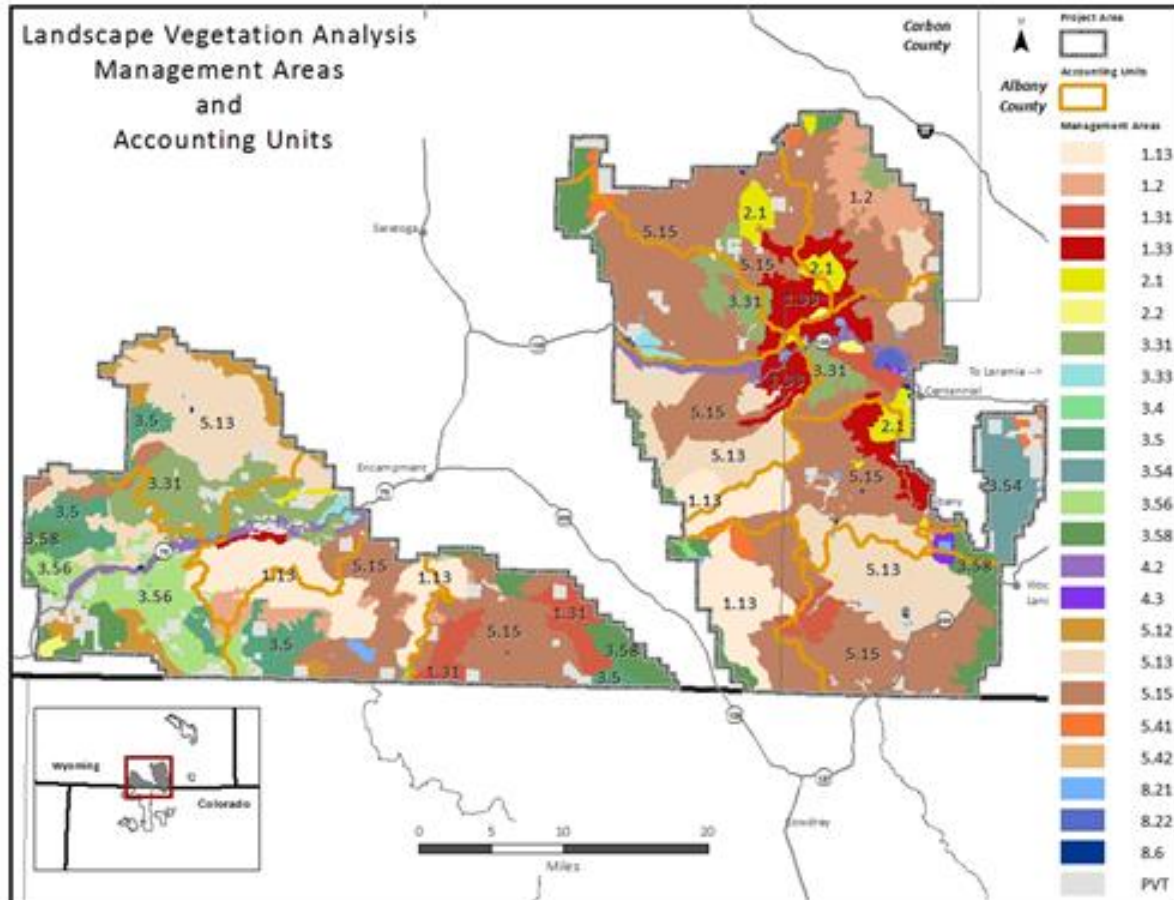 Landscape Vegetation Analysis
Management Areas
and
Accounting Units
Carbon
County
Albany
County
N
Project Area
Accounting Units
Management Areas
1.13
1.2
1.31
1.33
2.1
2.2
3.31
3.33
3.4
3.5
3.54
3.56
3.58
4.2
4.3
5.12
5.13
5.15
5.41
5.42
8.21
8.22
8.6
PVT
Saratoga
Encampment
To Laramie -->
Centennial
1.2
2.1
5.15
5.15
2.1
3.31
1.33
3.31
5.15
2.1
5.13
5.15
1.13
3.54
5.13
3.58
1.13
5.15
3.5
5.13
3.31
3.5
3.58
3.56
3.56
1.13
5.15
1.13
3.5
1.31
5.15
3.58
1.31
3.5
Wyoming
Colorado
0 5 10 20
Miles